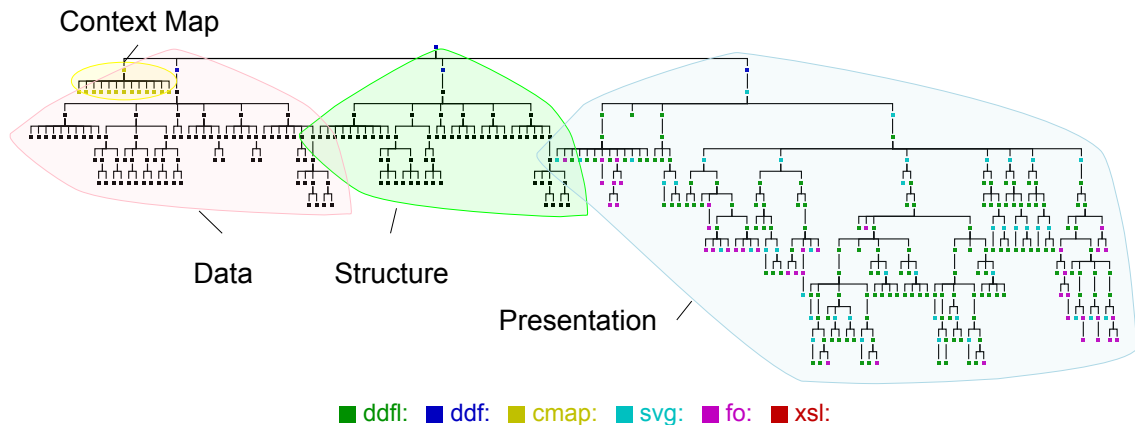 Context Map
Data
Structure
Presentation
ddfl: ddf: cmap: svg: fo: xsl: